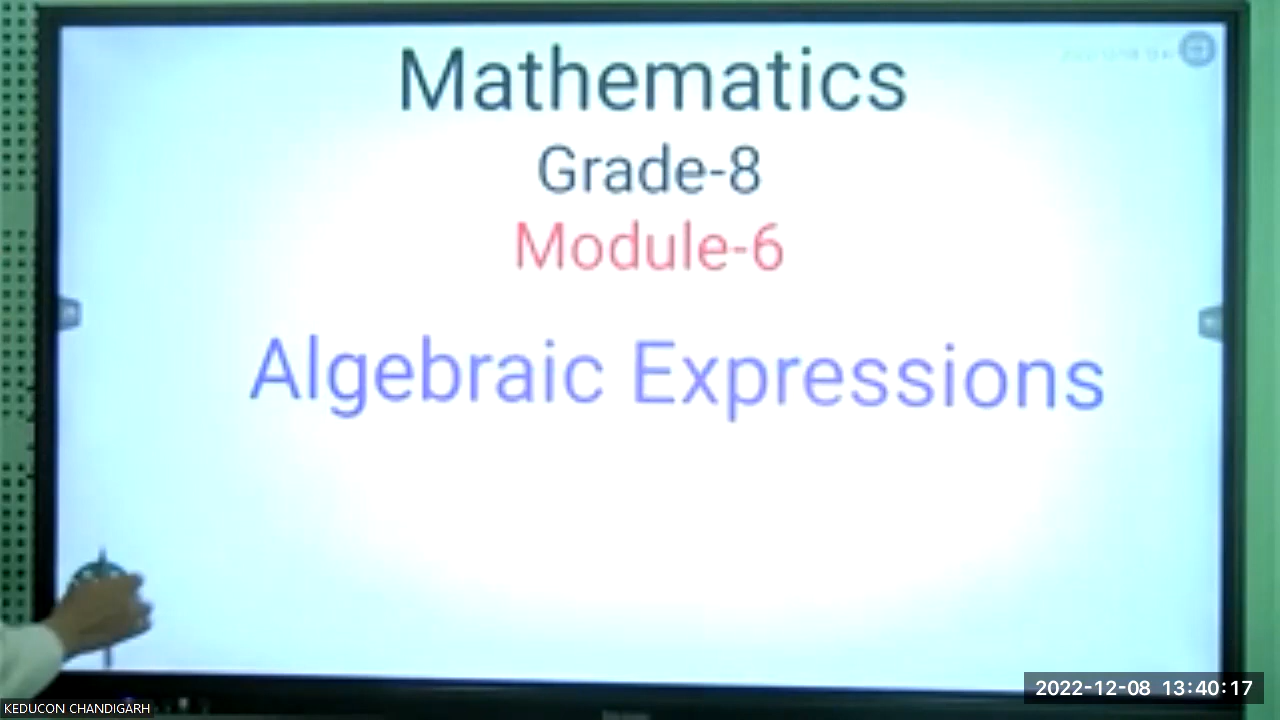 Mathematics
Grade-8
Module-6
Algebraic Expressions
2022-12-08 13:40:17
KEDUCON CHANDIGARH